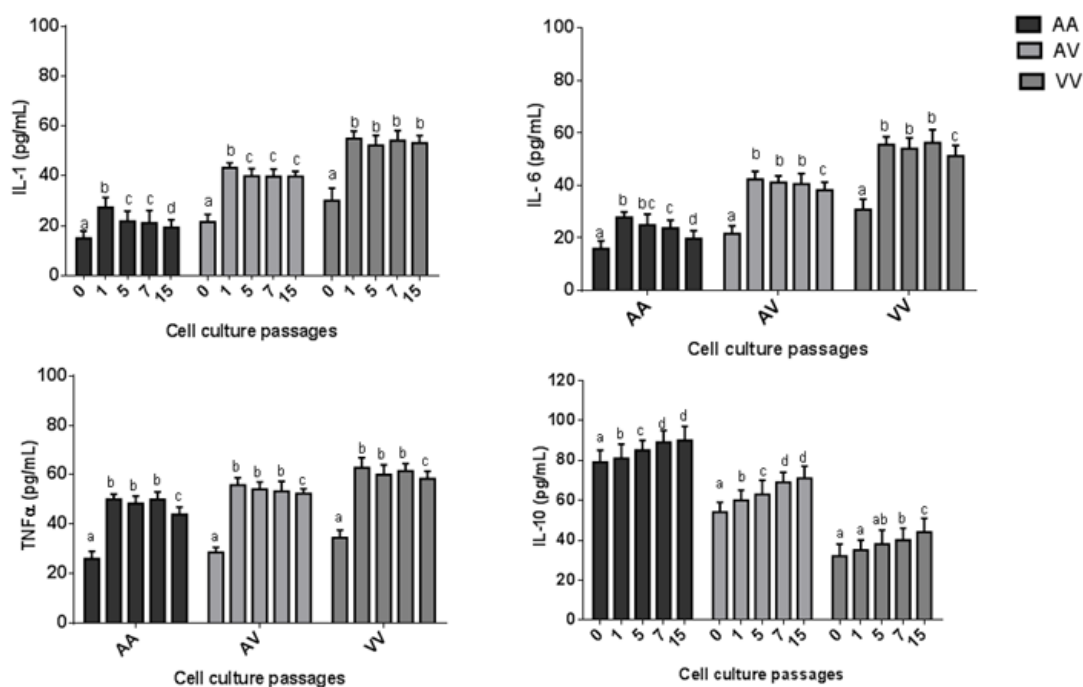 100
80
60
40
20
0
IL-1 (pg/mL)
a b c c d
a b c c c
a b b b b
0 1 5 7 15 0 1 5 7 15 0 1 5 7 15
Cell culture passages
100
80
60
40
20
0
IL- 6 (pg/mL)
a b bc c d
a b b b c
a b b b c
AA AV VV
Cell culture passages
AA
AV
VV
100
80
60
40
20
0
TNFα (pg/mL)
a b b b c
a b b b c
a b b b c
AA AV VV
Cell culture passages
120
100
80
60
40
20
0
IL-10 (pg/mL)
a b c d d
a b c d d
a a ab b c
0 1 5 7 15 0 1 5 7 15 0 1 5 7 15
Cell culture passages